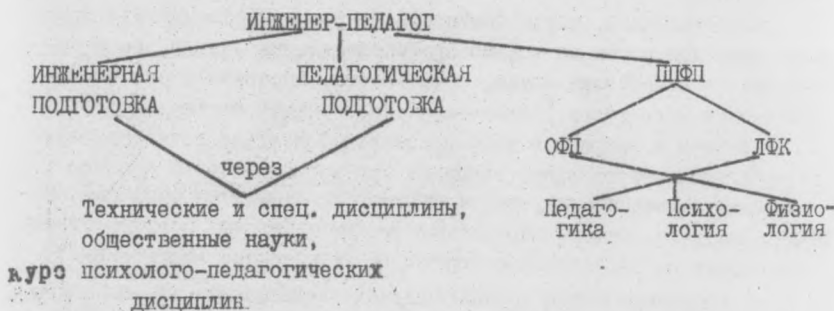 ИНЖЕНЕР-ПЕДАГОГ
ИНЖЕНЕРНАЯ ПОДГОТОВКА
ПЕДАГОГИЧЕСКАЯ ПОДГОТОВКА
ППФП
ОФП
ЛФК
через
Технические и спец. дисциплины,
общественные науки,
курс психолого-педагогических
дисциплин
Педаго-
гика
Психо-
логия
Физио-
логия